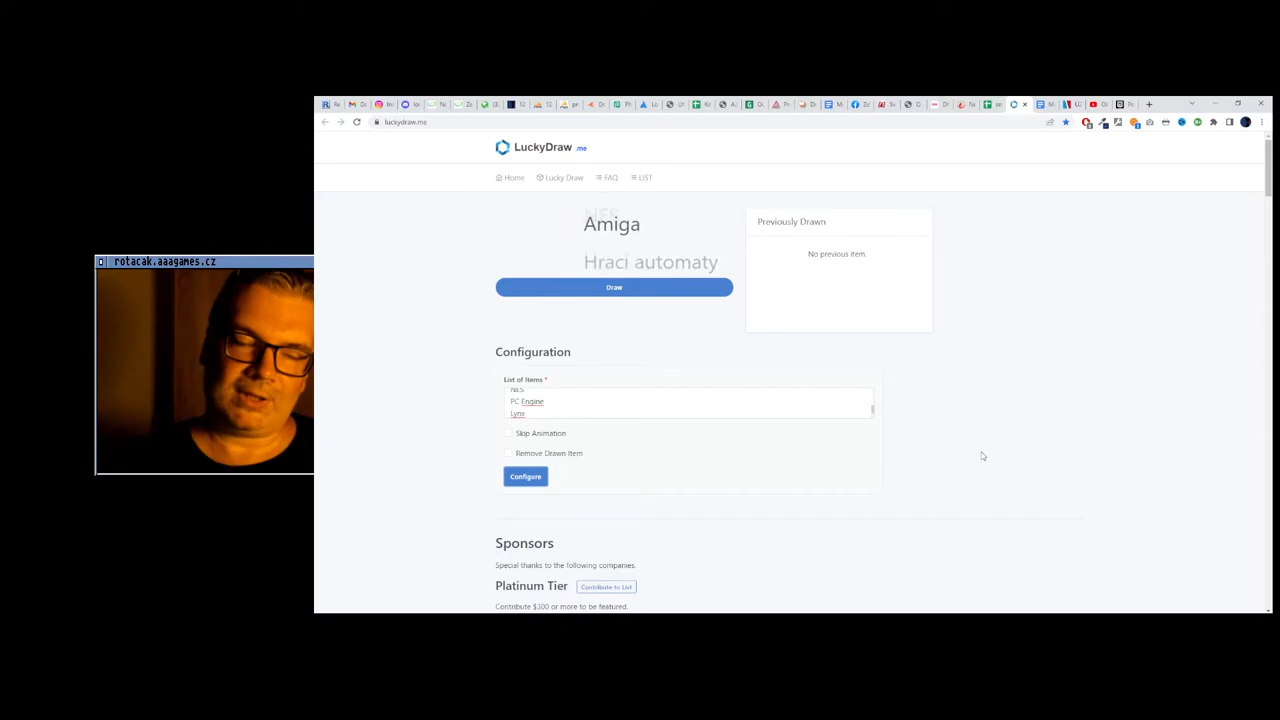 rotacak.aaagames.cz
luckydraw.me
LuckyDraw .me
Home
Lucky Draw
FAQ
LIST
NES
Amiga
Hraci automaty
Draw
Previously Drawn
No previous item.
Configuration
List of Items *
NES
PC Engine
Lynx
Skip Animation
Remove Drawn Item
Configure
Sponsors
Special thanks to the following companies.
Platinum Tier
Contribute to List
Contribute $300 or more to be featured.